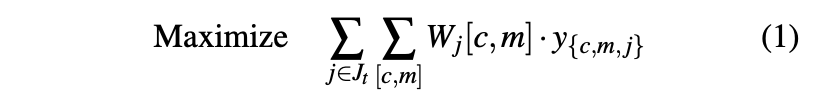 Maximize ∑_{j∈J_t} ∑_{[c,m]} W_j[c,m] · y_{{c,m,j}} (1)